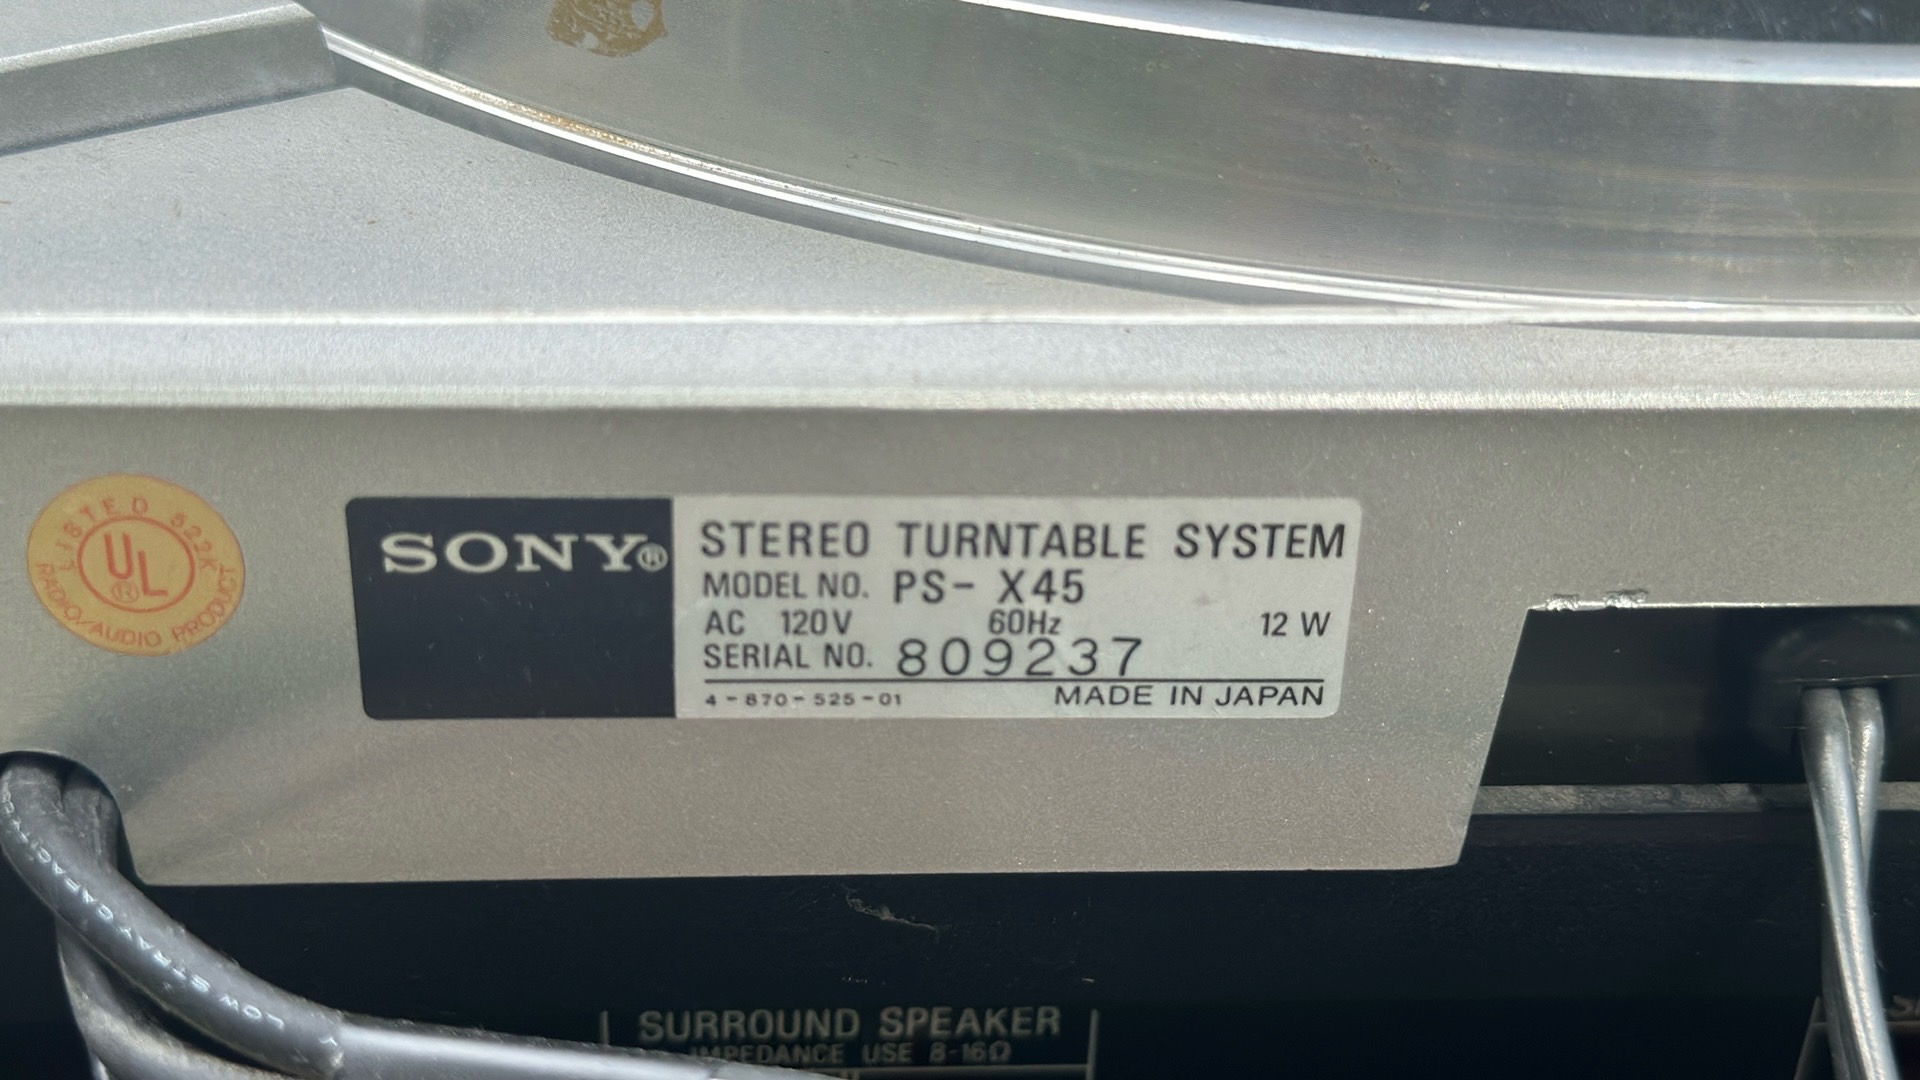 LISTED 522K
UL®
RADIO/AUDIO PRODUCT
SONY®
STEREO TURNTABLE SYSTEM
MODEL NO. PS- X45
AC 120V 60Hz 12 W
SERIAL NO. 809237
4-870-525-01 MADE IN JAPAN
LOW STRAY CAPACITY
SURROUND SPEAKER
IMPEDANCE USE 8-16Ω